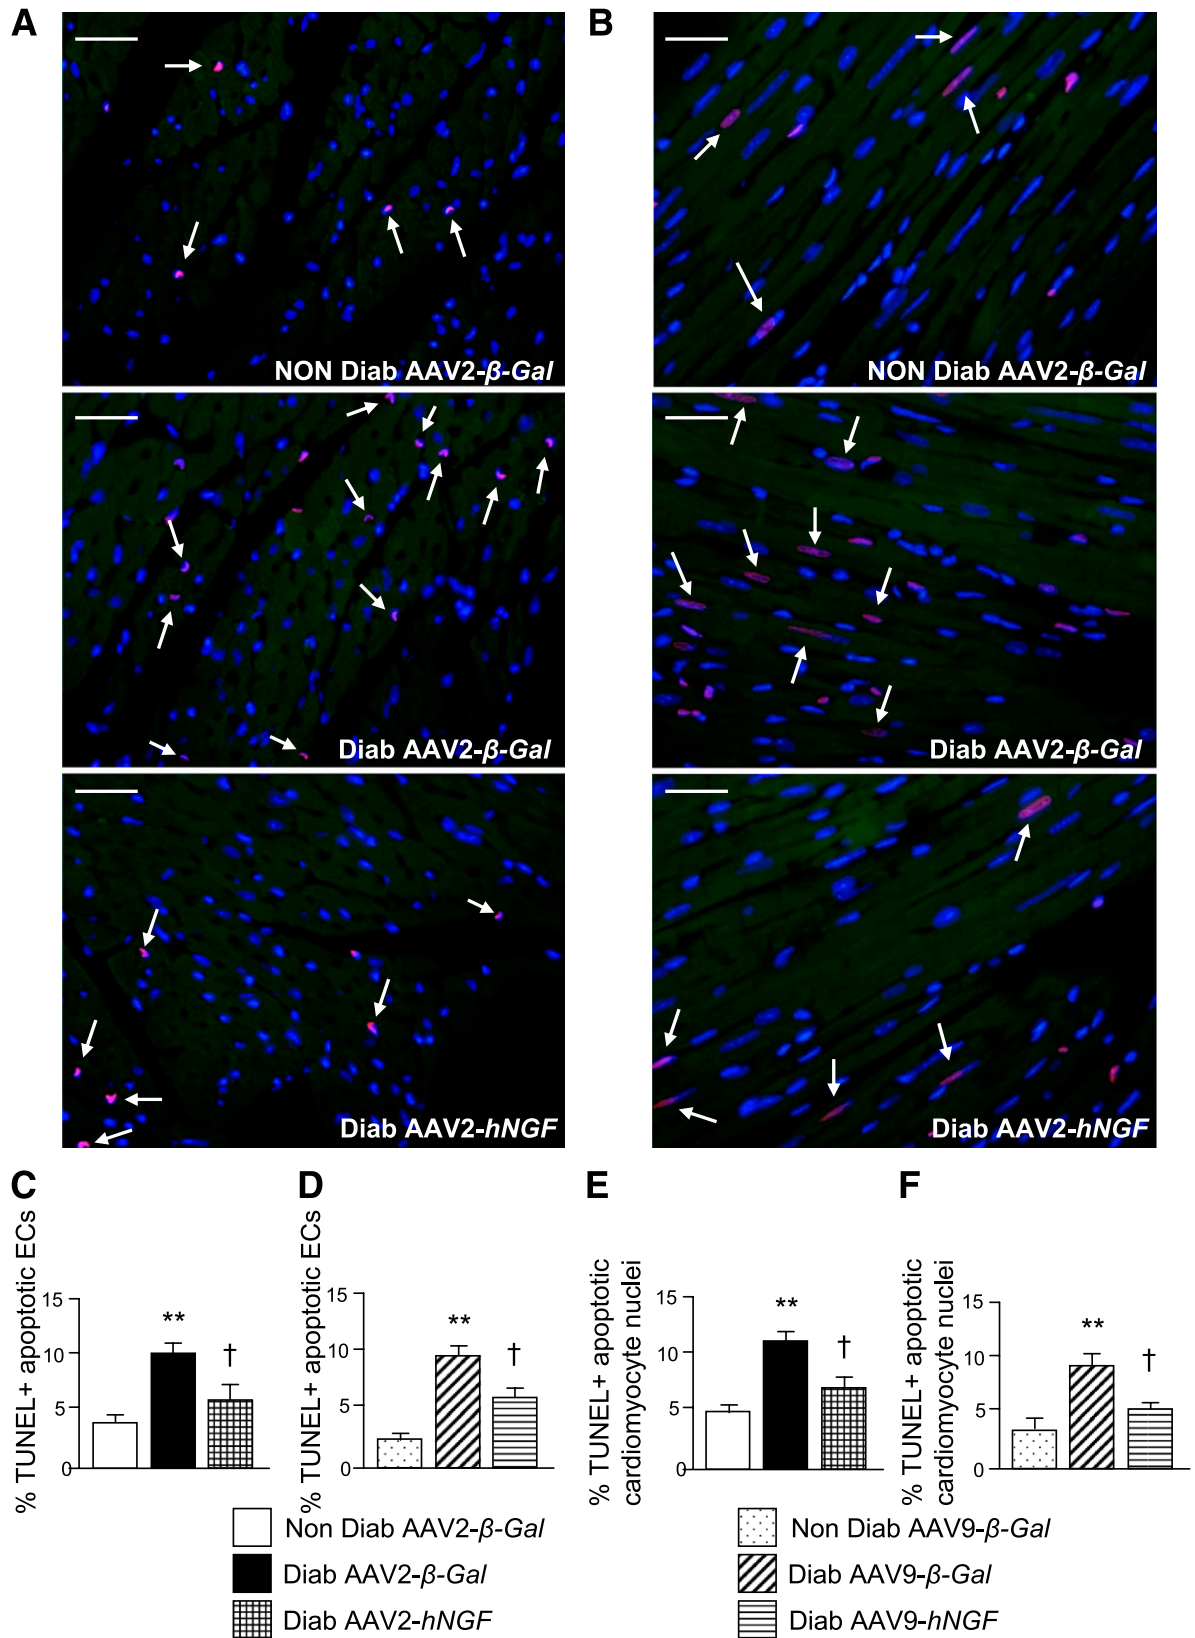 A
B
NON Diab AAV2-β-Gal
NON Diab AAV2-β-Gal
Diab AAV2-β-Gal
Diab AAV2-β-Gal
Diab AAV2-hNGF
Diab AAV2-hNGF
C
D
E
F
% TUNEL+ apoptotic ECs
15
10
5
0
**
†
% TUNEL+ apoptotic ECs
15
10
5
0
**
†
% TUNEL+ apoptotic
cardiomyocyte nuclei
15
10
5
0
**
†
% TUNEL+ apoptotic
cardiomyocyte nuclei
15
10
5
0
**
†
Non Diab AAV2-β-Gal
Diab AAV2-β-Gal
Diab AAV2-hNGF
Non Diab AAV9-β-Gal
Diab AAV9-β-Gal
Diab AAV9-hNGF